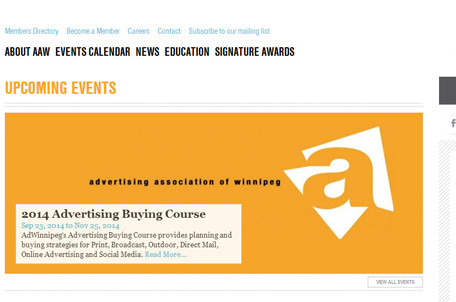 Members Directory Become a Member Careers Contact Subscribe to our mailing list
ABOUT AAW EVENTS CALENDAR NEWS EDUCATION SIGNATURE AWARDS
UPCOMING EVENTS
advertising association of winnipeg
a
2014 Advertising Buying Course
Sep 23, 2014 to Nov 25, 2014
AdWinnipeg's Advertising Buying Course provides planning and
buying strategies for Print, Broadcast, Outdoor, Direct Mail,
Online Advertising and Social Media. Read More...
VIEW ALL EVENTS
f